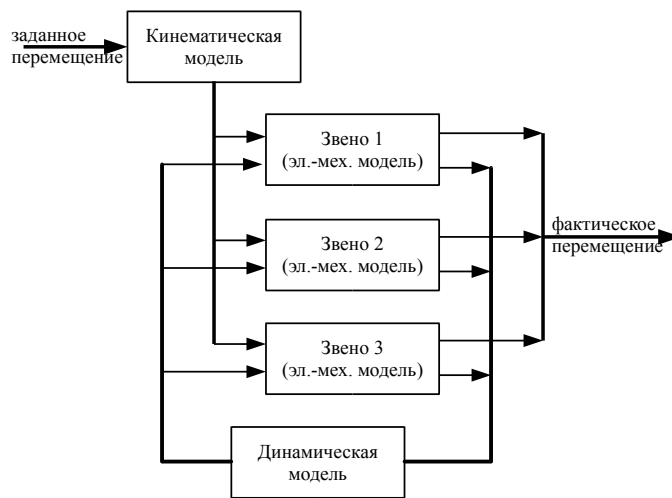 заданное
перемещение
Кинематическая
модель
Звено 1
(эл.-мех. модель)
Звено 2
(эл.-мех. модель)
фактическое
перемещение
Звено 3
(эл.-мех. модель)
Динамическая
модель